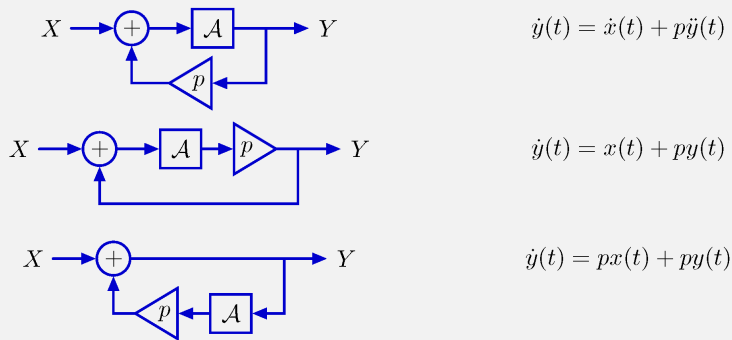 X + 𝒜 Y ẏ(t) = ẋ(t) + pÿ(t)
p
X + 𝒜 p Y ẏ(t) = x(t) + py(t)
X + Y ẏ(t) = px(t) + py(t)
p 𝒜